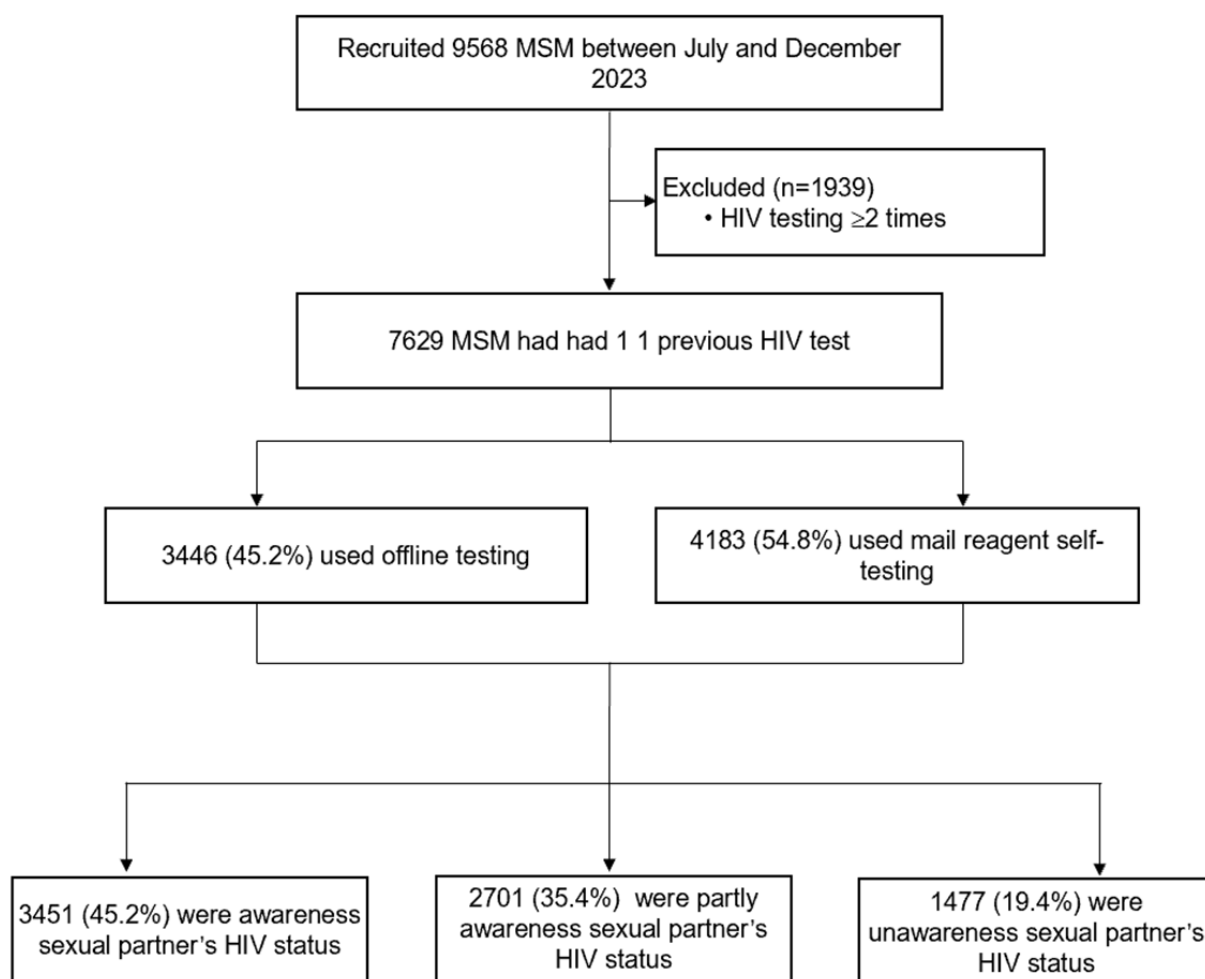 Recruited 9568 MSM between July and December
2023
Excluded (n=1939)
• HIV testing ≥2 times
7629 MSM had had 1 1 previous HIV test
3446 (45.2%) used offline testing
4183 (54.8%) used mail reagent self-
testing
3451 (45.2%) were awareness
sexual partner’s HIV status
2701 (35.4%) were partly
awareness sexual partner’s
HIV status
1477 (19.4%) were
unawareness sexual partner’s
HIV status